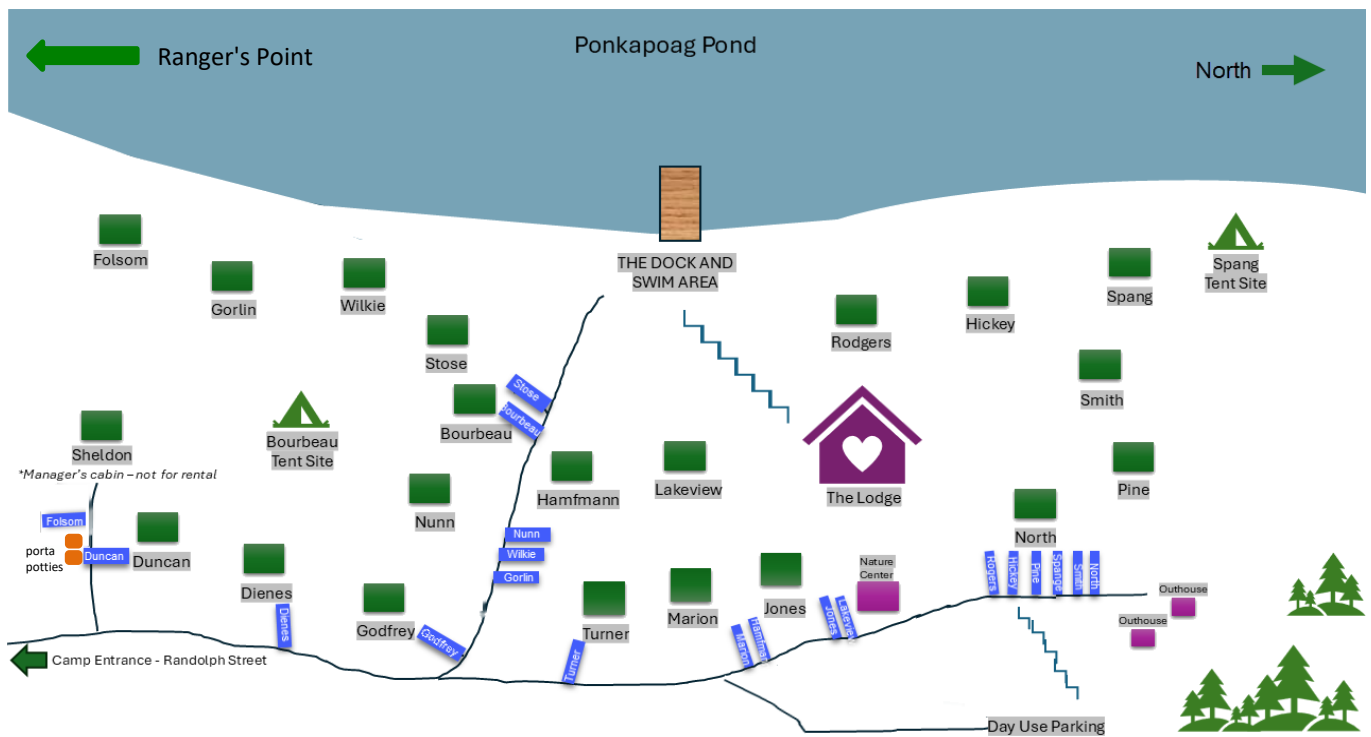 Ponkapoag Pond
Ranger's Point
North
Folsom
Gorlin
Wilkie
THE DOCK AND
SWIM AREA
Spang
Tent Site
Spang
Hickey
Rodgers
Stose
Smith
Stose
Bourbeau
Bourbeau
Bourbeau
Tent Site
Sheldon
*Manager's cabin – not for rental
Hamfmann
Lakeview
The Lodge
Pine
Nunn
North
Folsom
porta
potties
Duncan
Duncan
Nunn
Wilkie
Gorlin
Dienes
Dienes
Godfrey
Godfrey
Turner
Turner
Marion
Jones
Nature
Center
Marion
Hamfman
Jones
Lakeview
Rogers
Hickey
Pine
Spange
Smith
North
Outhouse
Outhouse
Camp Entrance - Randolph Street
Day Use Parking